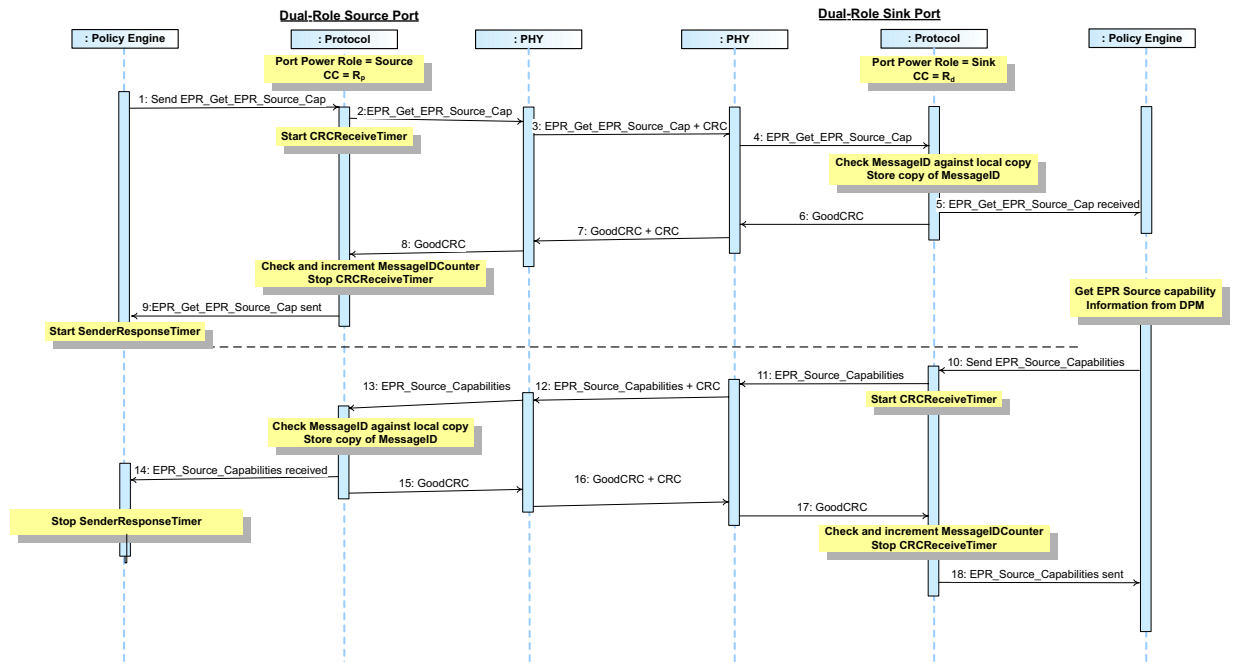 Dual-Role Source Port
Dual-Role Sink Port
: Policy Engine
: Protocol
: PHY
: PHY
: Protocol
: Policy Engine
Port Power Role = Source
CC = Rp
Port Power Role = Sink
CC = Rd
1: Send EPR_Get_EPR_Source_Cap
2:EPR_Get_EPR_Source_Cap
Start CRCReceiveTimer
3: EPR_Get_EPR_Source_Cap + CRC
4: EPR_Get_EPR_Source_Cap
Check MessageID against local copy
Store copy of MessageID
5: EPR_Get_EPR_Source_Cap received
6: GoodCRC
7: GoodCRC + CRC
8: GoodCRC
Check and increment MessageIDCounter
Stop CRCReceiveTimer
9:EPR_Get_EPR_Source_Cap sent
Start SenderResponseTimer
Get EPR Source capability
Information from DPM
10: Send EPR_Source_Capabilities
11: EPR_Source_Capabilities
Start CRCReceiveTimer
12: EPR_Source_Capabilities + CRC
13: EPR_Source_Capabilities
Check MessageID against local copy
Store copy of MessageID
14: EPR_Source_Capabilities received
15: GoodCRC
16: GoodCRC + CRC
17: GoodCRC
Stop SenderResponseTimer
Check and increment MessageIDCounter
Stop CRCReceiveTimer
18: EPR_Source_Capabilities sent